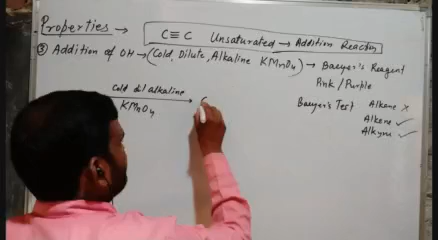 Properties →
C≡C Unsaturated → Addition Reaction
③ Addition of OH → (Cold, Dilute, Alkaline KMnO4) → Baeyer's Reagent
Pink/Purple
Baeyer's Test Alkane ×
Alkene ✓
Alkyne ✓
Cold dil alkaline
KMnO4